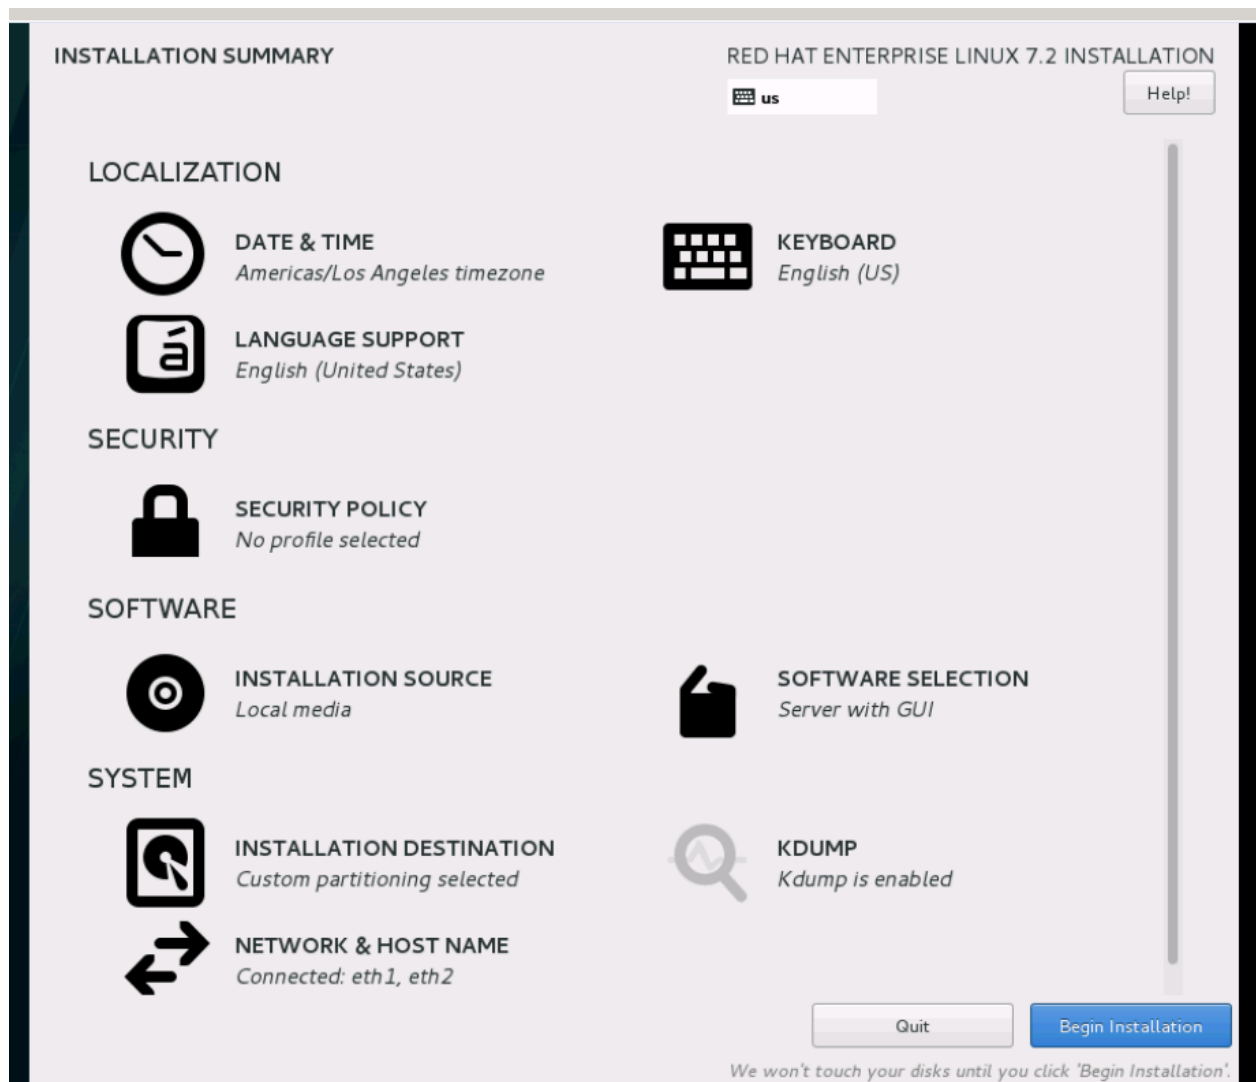 INSTALLATION SUMMARY
RED HAT ENTERPRISE LINUX 7.2 INSTALLATION
us
Help!
LOCALIZATION
DATE & TIME
Americas/Los Angeles timezone
KEYBOARD
English (US)
á
LANGUAGE SUPPORT
English (United States)
SECURITY
SECURITY POLICY
No profile selected
SOFTWARE
INSTALLATION SOURCE
Local media
SOFTWARE SELECTION
Server with GUI
SYSTEM
INSTALLATION DESTINATION
Custom partitioning selected
KDUMP
Kdump is enabled
NETWORK & HOST NAME
Connected: eth1, eth2
Quit
Begin Installation
We won't touch your disks until you click 'Begin Installation'.